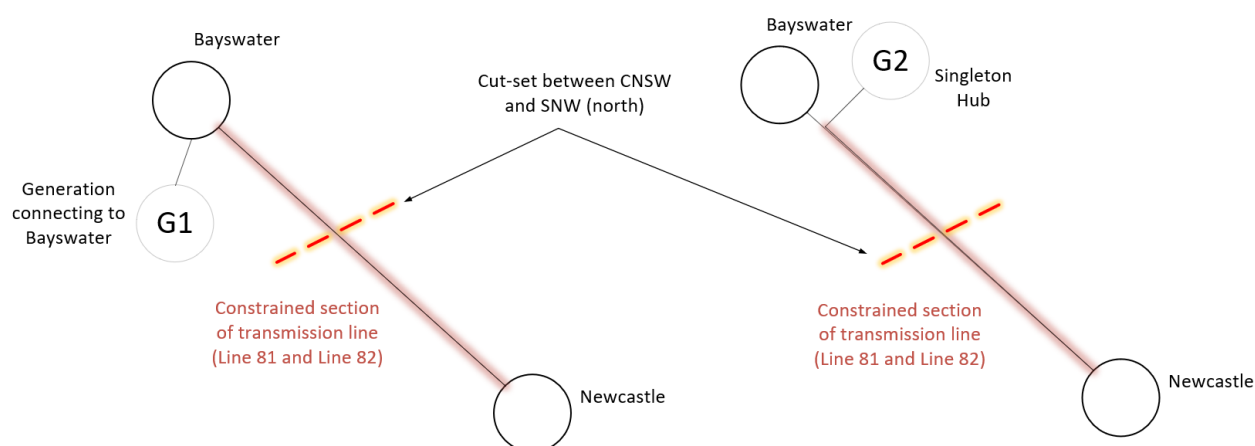 Bayswater
Generation
connecting to
Bayswater
G1
Constrained section
of transmission line
(Line 81 and Line 82)
Newcastle
Cut-set between CNSW
and SNW (north)
Bayswater
G2
Singleton
Hub
Constrained section
of transmission line
(Line 81 and Line 82)
Newcastle